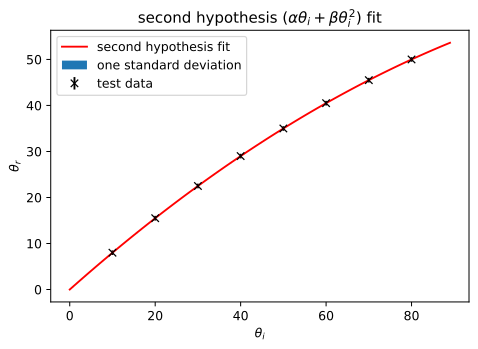 second hypothesis (αθᵢ + βθᵢ²) fit
second hypothesis fit
one standard deviation
test data
50
40
30
20
10
0
θᵣ
0 20 40 60 80
θᵢ